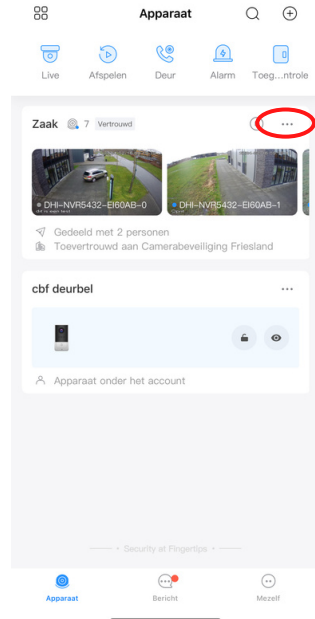 Apparaat
Live Afspelen Deur Alarm Toeg...ntrole
Zaak 7 Vertrouwd
DHI-NVR5432-EI60AB-0 DHI-NVR5432-EI60AB-1
Gedeeld met 2 personen
Toevertrouwd aan Camerabeveiliging Friesland
cbf deurbel
Apparaat onder het account
Security at Fingertips
Apparaat Bericht Mezelf